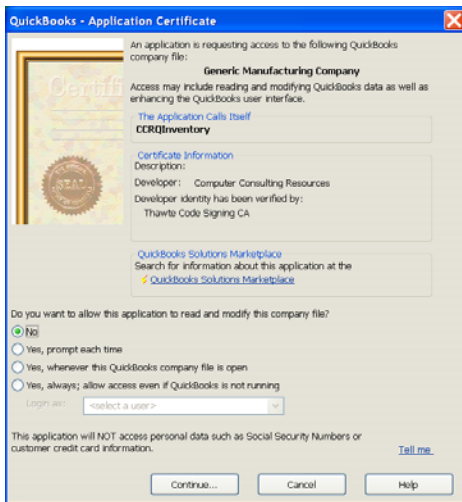 QuickBooks - Application Certificate
An application is requesting access to the following QuickBooks
company file:
Generic Manufacturing Company
Access may include reading and modifying QuickBooks data as well as
enhancing the QuickBooks user interface.
The Application Calls Itself
CCRQInventory
Certificate Information
Description:
Developer: Computer Consulting Resources
Developer identity has been verified by:
Thawte Code Signing CA
SEAL
QuickBooks Solutions Marketplace
Search for information about this application at the
QuickBooks Solutions Marketplace
Do you want to allow this application to read and modify this company file?
No
Yes, prompt each time
Yes, whenever this QuickBooks company file is open
Yes, always; allow access even if QuickBooks is not running
Login as: <select a user>
This application will NOT access personal data such as Social Security Numbers or
customer credit card information. Tell me
Continue... Cancel Help